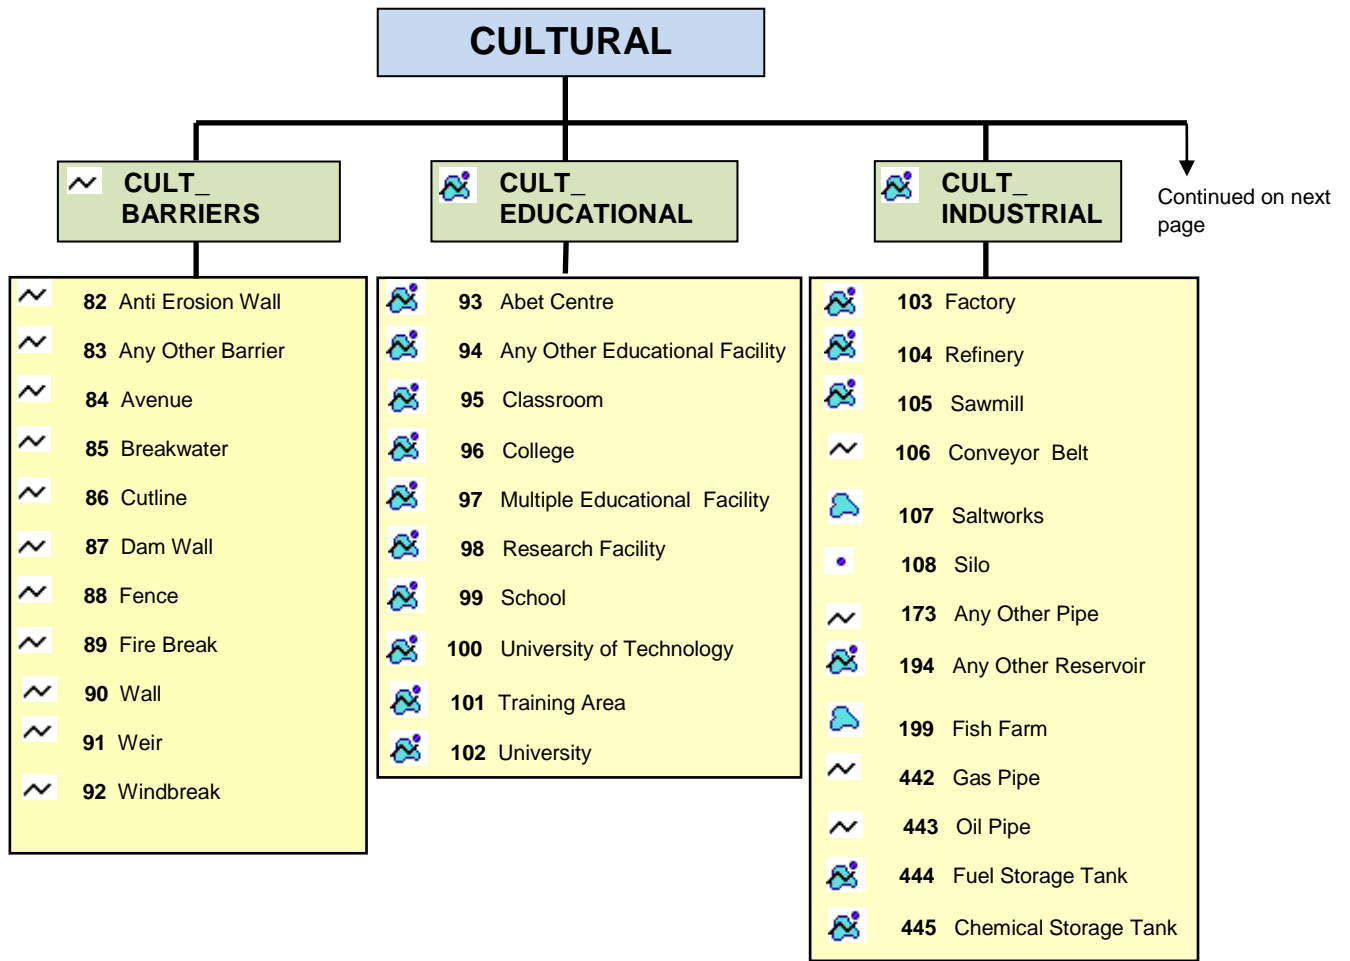 CULTURAL
CULT_
BARRIERS
CULT_
EDUCATIONAL
CULT_
INDUSTRIAL
Continued on next
page
82 Anti Erosion Wall
83 Any Other Barrier
84 Avenue
85 Breakwater
86 Cutline
87 Dam Wall
88 Fence
89 Fire Break
90 Wall
91 Weir
92 Windbreak
93 Abet Centre
94 Any Other Educational Facility
95 Classroom
96 College
97 Multiple Educational Facility
98 Research Facility
99 School
100 University of Technology
101 Training Area
102 University
103 Factory
104 Refinery
105 Sawmill
106 Conveyor Belt
107 Saltworks
108 Silo
173 Any Other Pipe
194 Any Other Reservoir
199 Fish Farm
442 Gas Pipe
443 Oil Pipe
444 Fuel Storage Tank
445 Chemical Storage Tank